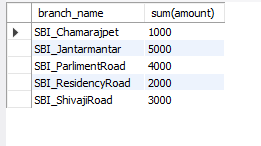 branch_name sum(amount)
SBI_Chamarajpet 1000
SBI_Jantarmantar 5000
SBI_ParlimentRoad 4000
SBI_ResidencyRoad 2000
SBI_ShivajiRoad 3000